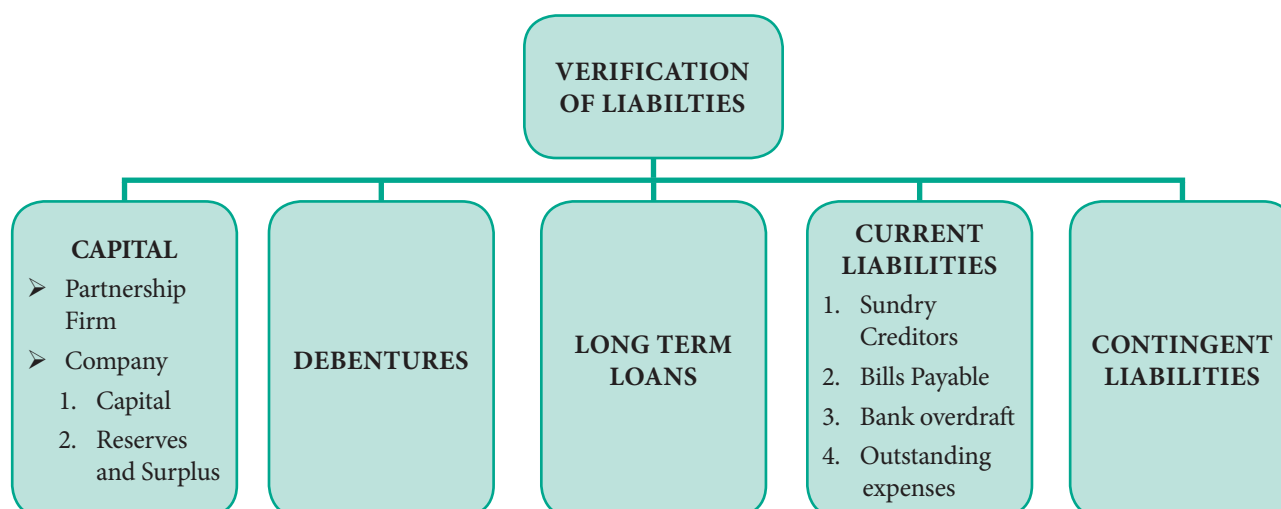 VERIFICATION
OF LIABILTIES
CAPITAL
➢ Partnership
Firm
➢ Company
1. Capital
2. Reserves
and Surplus
DEBENTURES
LONG TERM
LOANS
CURRENT
LIABILITIES
1. Sundry
Creditors
2. Bills Payable
3. Bank overdraft
4. Outstanding
expenses
CONTINGENT
LIABILITIES